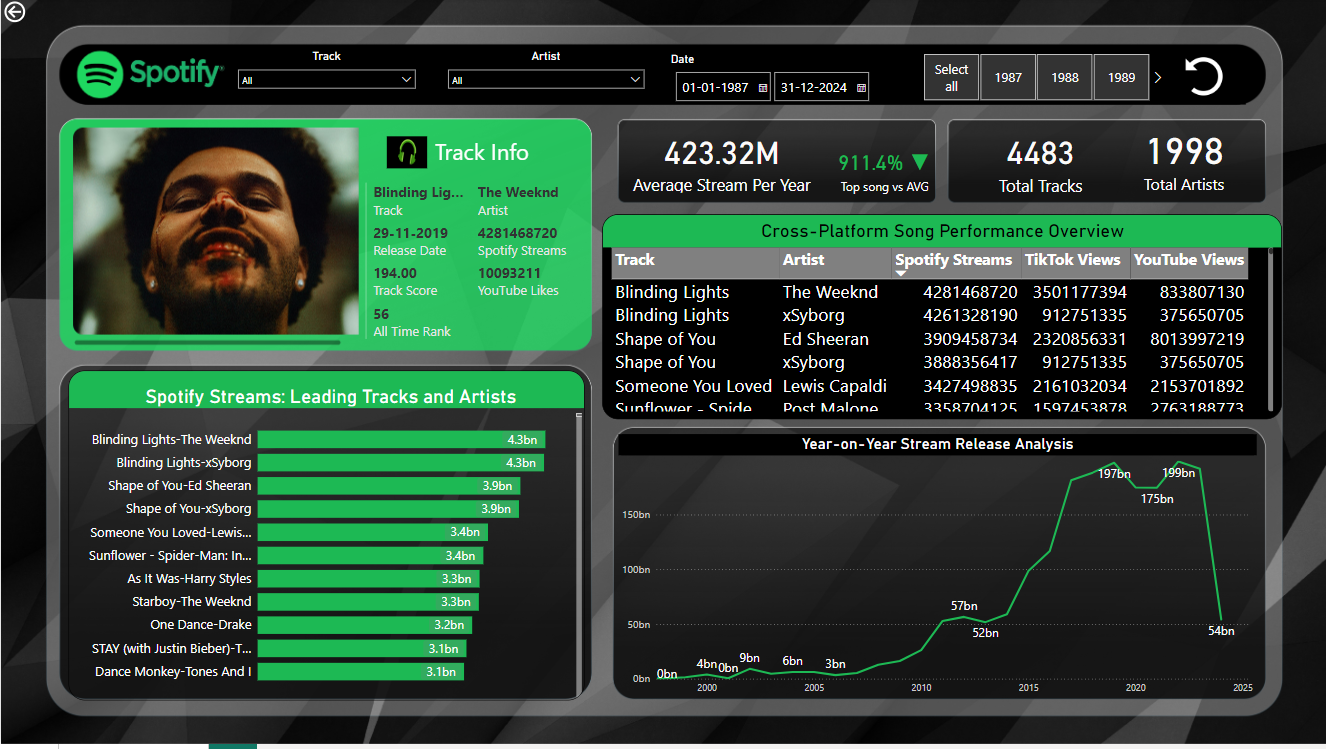 Spotify
Track
All
Artist
All
Date
01-01-1987
31-12-2024
Select all
1987
1988
1989
Track Info
Blinding Lig...
Track
The Weeknd
Artist
29-11-2019
Release Date
4281468720
Spotify Streams
194.00
Track Score
10093211
YouTube Likes
56
All Time Rank
423.32M
Average Stream Per Year
911.4% ▼
Top song vs AVG
4483
Total Tracks
1998
Total Artists
Cross-Platform Song Performance Overview
Track Artist Spotify Streams TikTok Views YouTube Views
Blinding Lights The Weeknd 4281468720 3501177394 833807130
Blinding Lights xSyborg 4261328190 912751335 375650705
Shape of You Ed Sheeran 3909458734 2320856331 8013997219
Shape of You xSyborg 3888356417 912751335 375650705
Someone You Loved Lewis Capaldi 3427498835 2161032034 2153701892
Sunflower - Spide Post Malone 3358704125 1597453878 2763188773
Spotify Streams: Leading Tracks and Artists
Blinding Lights-The Weeknd 4.3bn
Blinding Lights-xSyborg 4.3bn
Shape of You-Ed Sheeran 3.9bn
Shape of You-xSyborg 3.9bn
Someone You Loved-Lewis... 3.4bn
Sunflower - Spider-Man: In... 3.4bn
As It Was-Harry Styles 3.3bn
Starboy-The Weeknd 3.3bn
One Dance-Drake 3.2bn
STAY (with Justin Bieber)-T... 3.1bn
Dance Monkey-Tones And I 3.1bn
Year-on-Year Stream Release Analysis
150bn
100bn
50bn
0bn
0bn
4bn
0bn
9bn
6bn
3bn
57bn
52bn
197bn
175bn
199bn
54bn
2000 2005 2010 2015 2020 2025